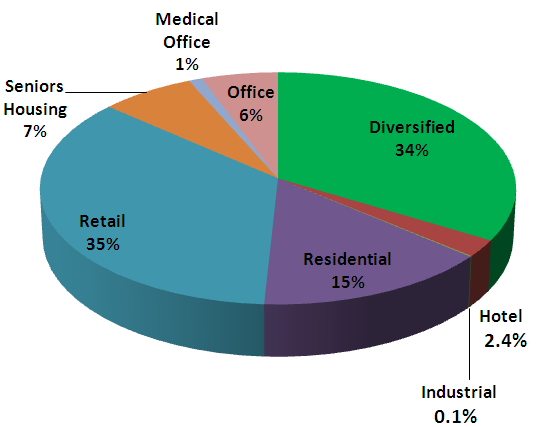 Medical
Office
1%
Seniors
Housing
7%
Office
6%
Diversified
34%
Retail
35%
Residential
15%
Hotel
2.4%
Industrial
0.1%